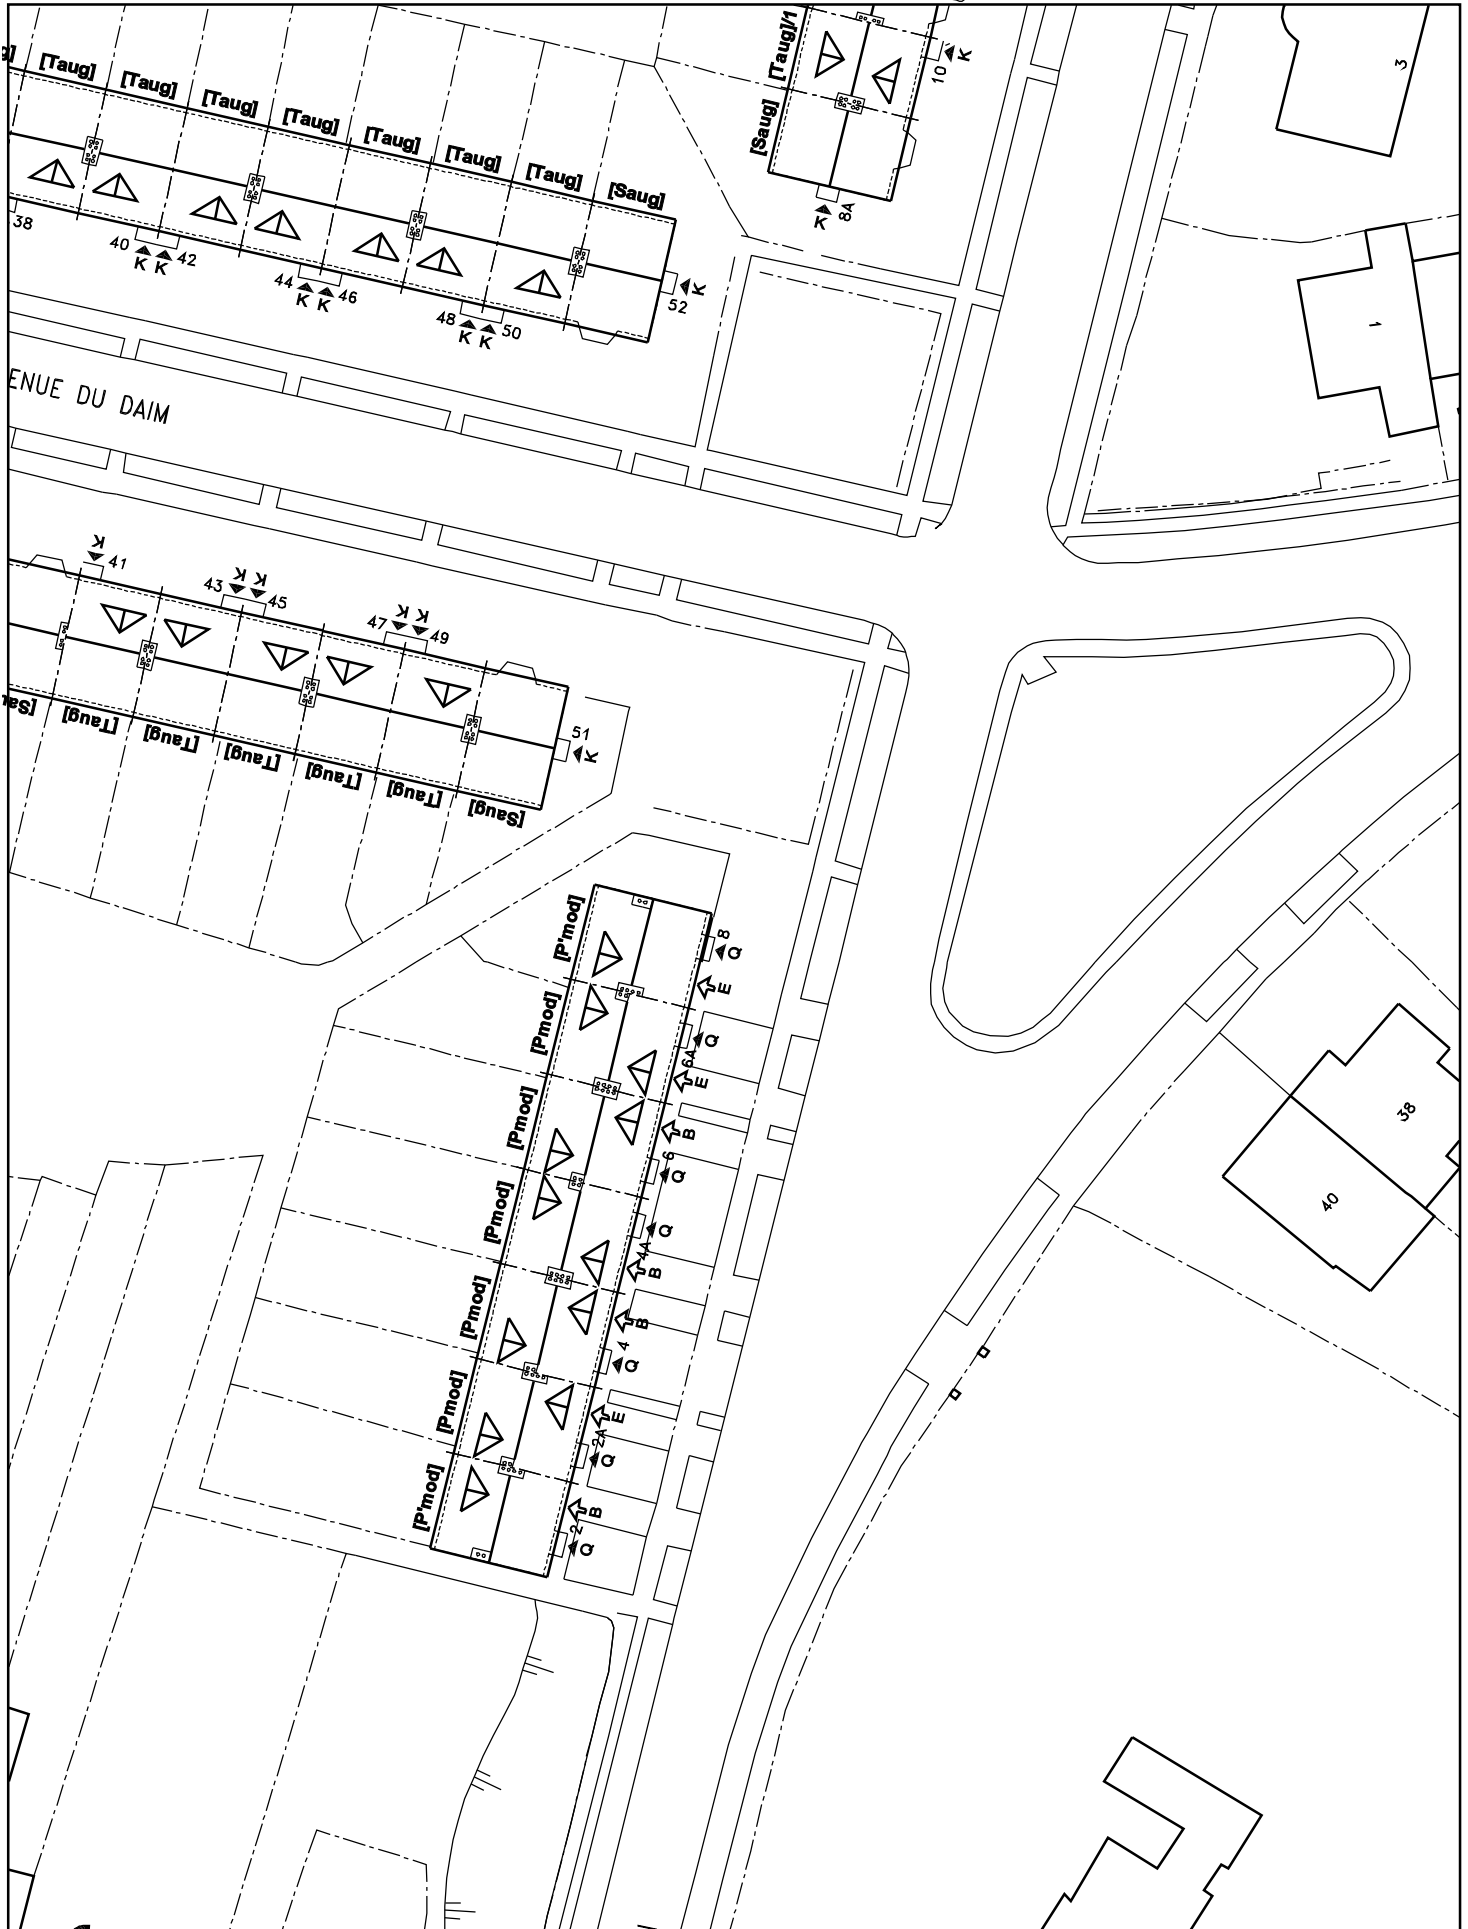 g]
[Taug]
[Taug]
[Taug]
[Taug]
[Taug]
[Taug]
[Taug]
[Saug]
[Taug]/1
[Saug]
10
K
8A
K
3
1
38
40
42
K K
44
46
K K
48
50
K K
52
K
ENUE DU DAIM
K
41
43
K K
45
47
K K
49
51
K
[Saug]
[Taug]
[Taug]
[Taug]
[Taug]
[Taug]
[Saug]
[P'mod]
[Pmod]
[Pmod]
[Pmod]
[Pmod]
[Pmod]
[P'mod]
8
Q
E
Q
6A
E
B
6
Q
Q
4A
B
B
4
Q
E
2A
Q
B
2
Q
38
40